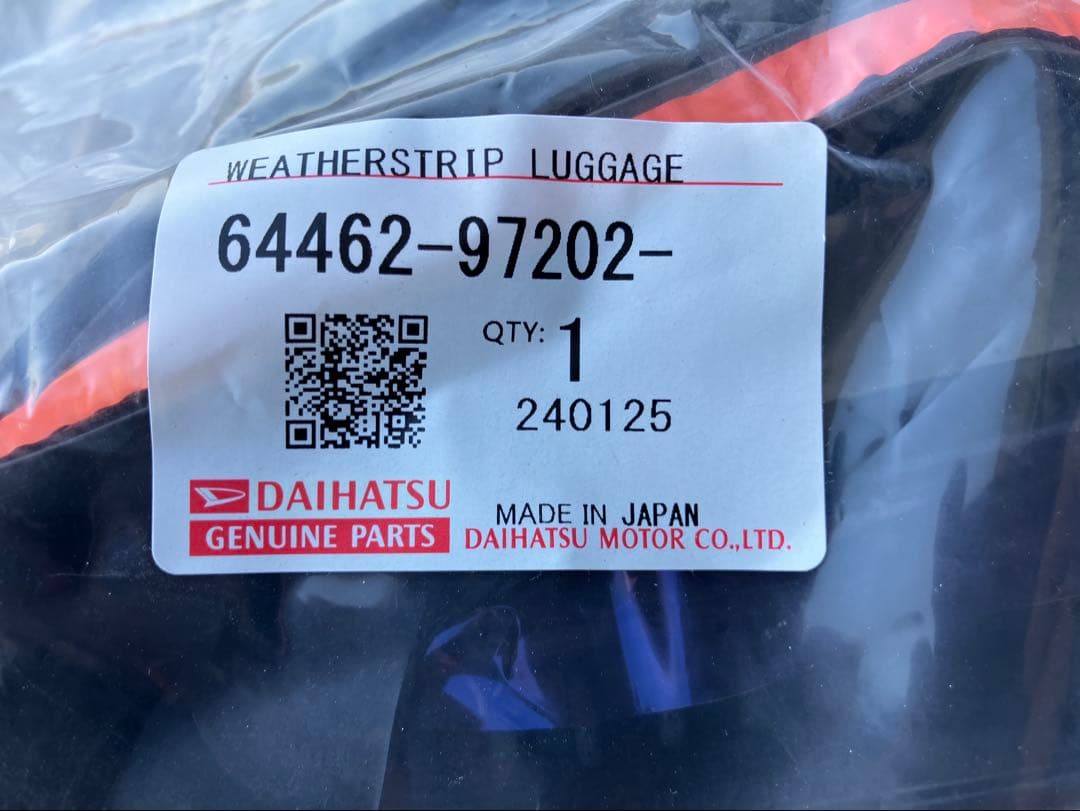 WEATHERSTRIP LUGGAGE
64462-97202-
QTY: 1
240125
DAIHATSU
GENUINE PARTS
MADE IN JAPAN
DAIHATSU MOTOR CO.,LTD.